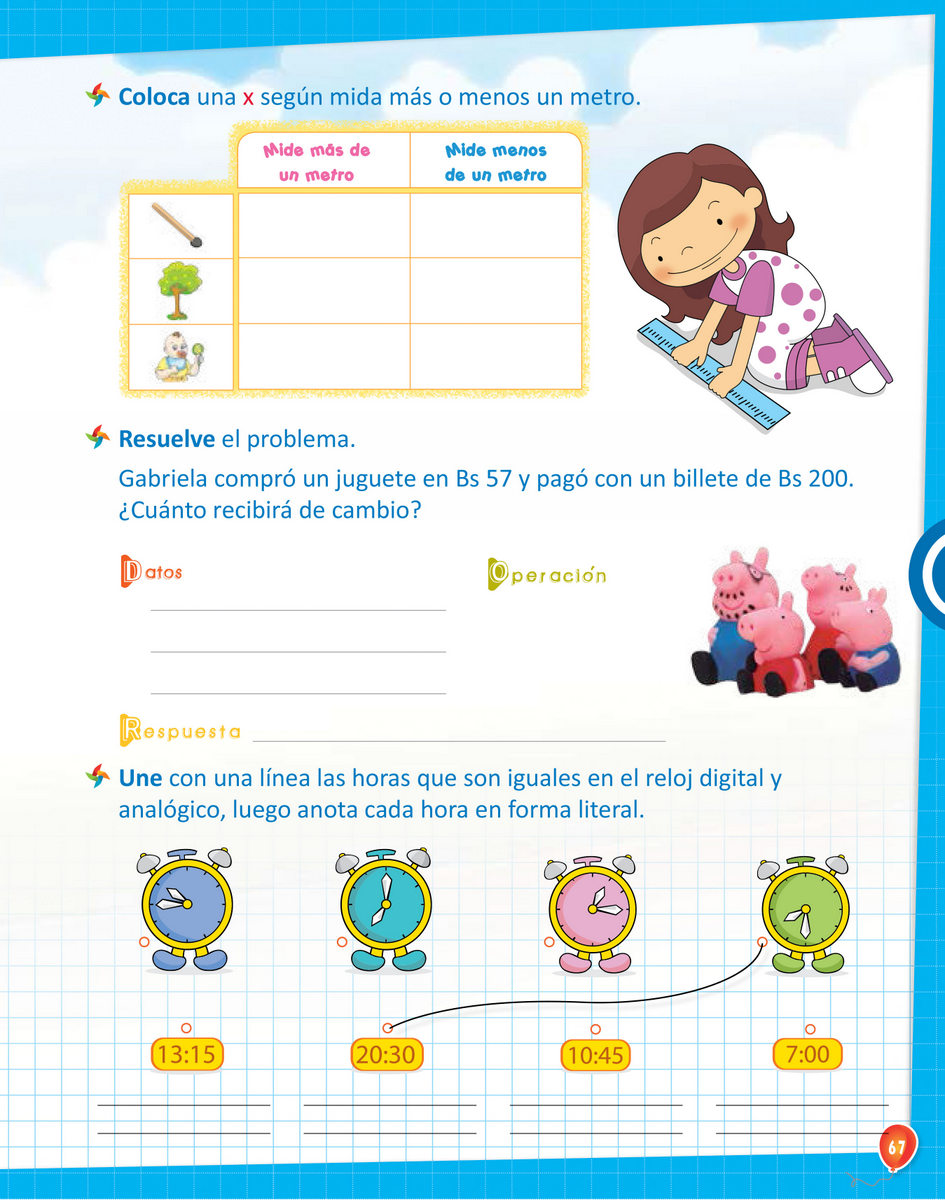 Coloca una x según mida más o menos un metro.
Mide más de
un metro
Mide menos
de un metro
Resuelve el problema.
Gabriela compró un juguete en Bs 57 y pagó con un billete de Bs 200.
¿Cuánto recibirá de cambio?
Datos
Operación
Respuesta
Une con una línea las horas que son iguales en el reloj digital y
analógico, luego anota cada hora en forma literal.
13:15
20:30
10:45
7:00
67